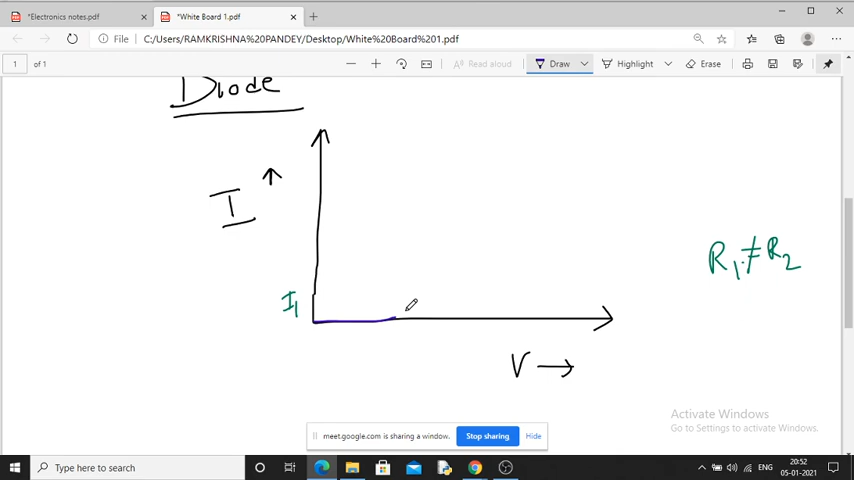 *Electronics notes.pdf
*White Board 1.pdf
File
C:/Users/RAMKRISHNA%20PANDEY/Desktop/White%20Board%201.pdf
1 of 1
Read aloud
Draw
Highlight
Erase
Diode
I ↑
R₁ ≠ R₂
I₁
V →
Activate Windows
Go to Settings to activate Windows.
meet.google.com is sharing a window.
Stop sharing
Hide
Type here to search
ENG
20:52
05-01-2021